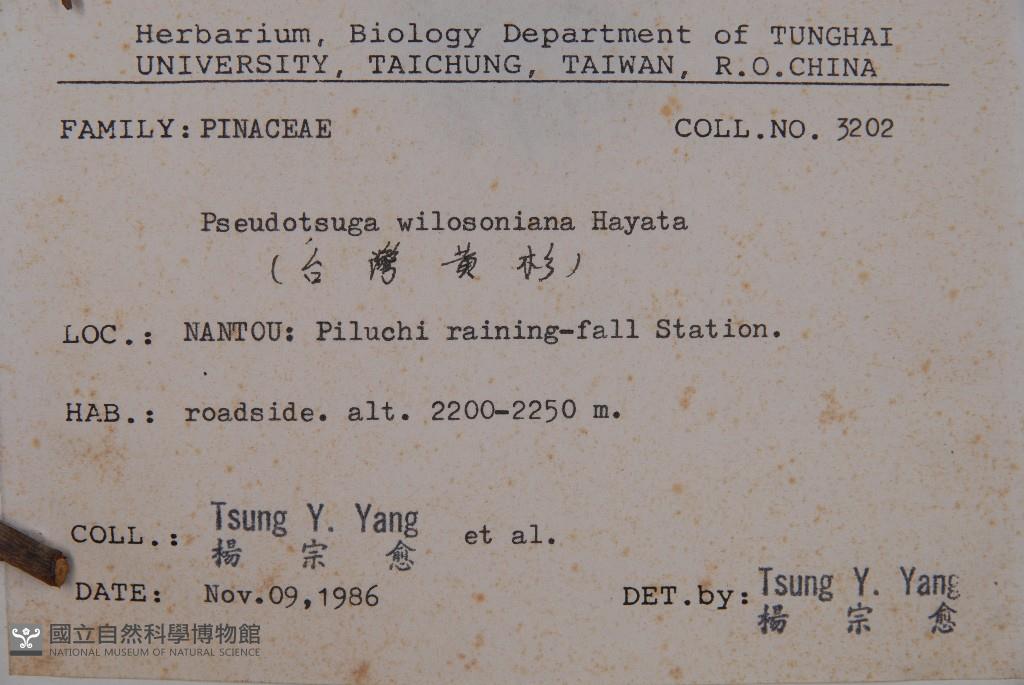 Herbarium, Biology Department of TUNGHAI
UNIVERSITY, TAICHUNG, TAIWAN, R.O.CHINA
FAMILY: PINACEAE COLL.NO. 3202
Pseudotsuga wilosoniana Hayata
(台灣黃杉)
LOC.: NANTOU: Piluchi raining-fall Station.
HAB.: roadside. alt. 2200-2250 m.
COLL.: Tsung Y. Yang et al.
楊宗愈
DATE: Nov.09,1986 DET.by: Tsung Y. Yang
楊宗愈
國立自然科學博物館
NATIONAL MUSEUM OF NATURAL SCIENCE